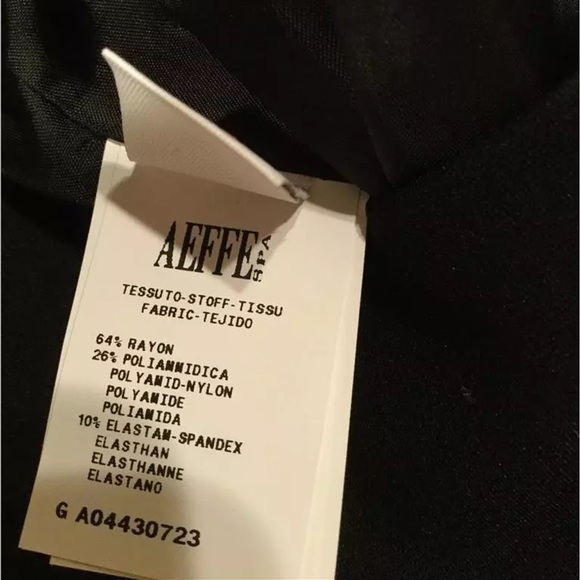 AEFFE SPA
TESSUTO-STOFF-TISSU
FABRIC-TEJIDO
64% RAYON
26% POLIAMMIDICA
POLYAMID-NYLON
POLYAMIDE
POLIAMIDA
10% ELASTAM-SPANDEX
ELASTHAN
ELASTHANNE
ELASTANO
G A04430723